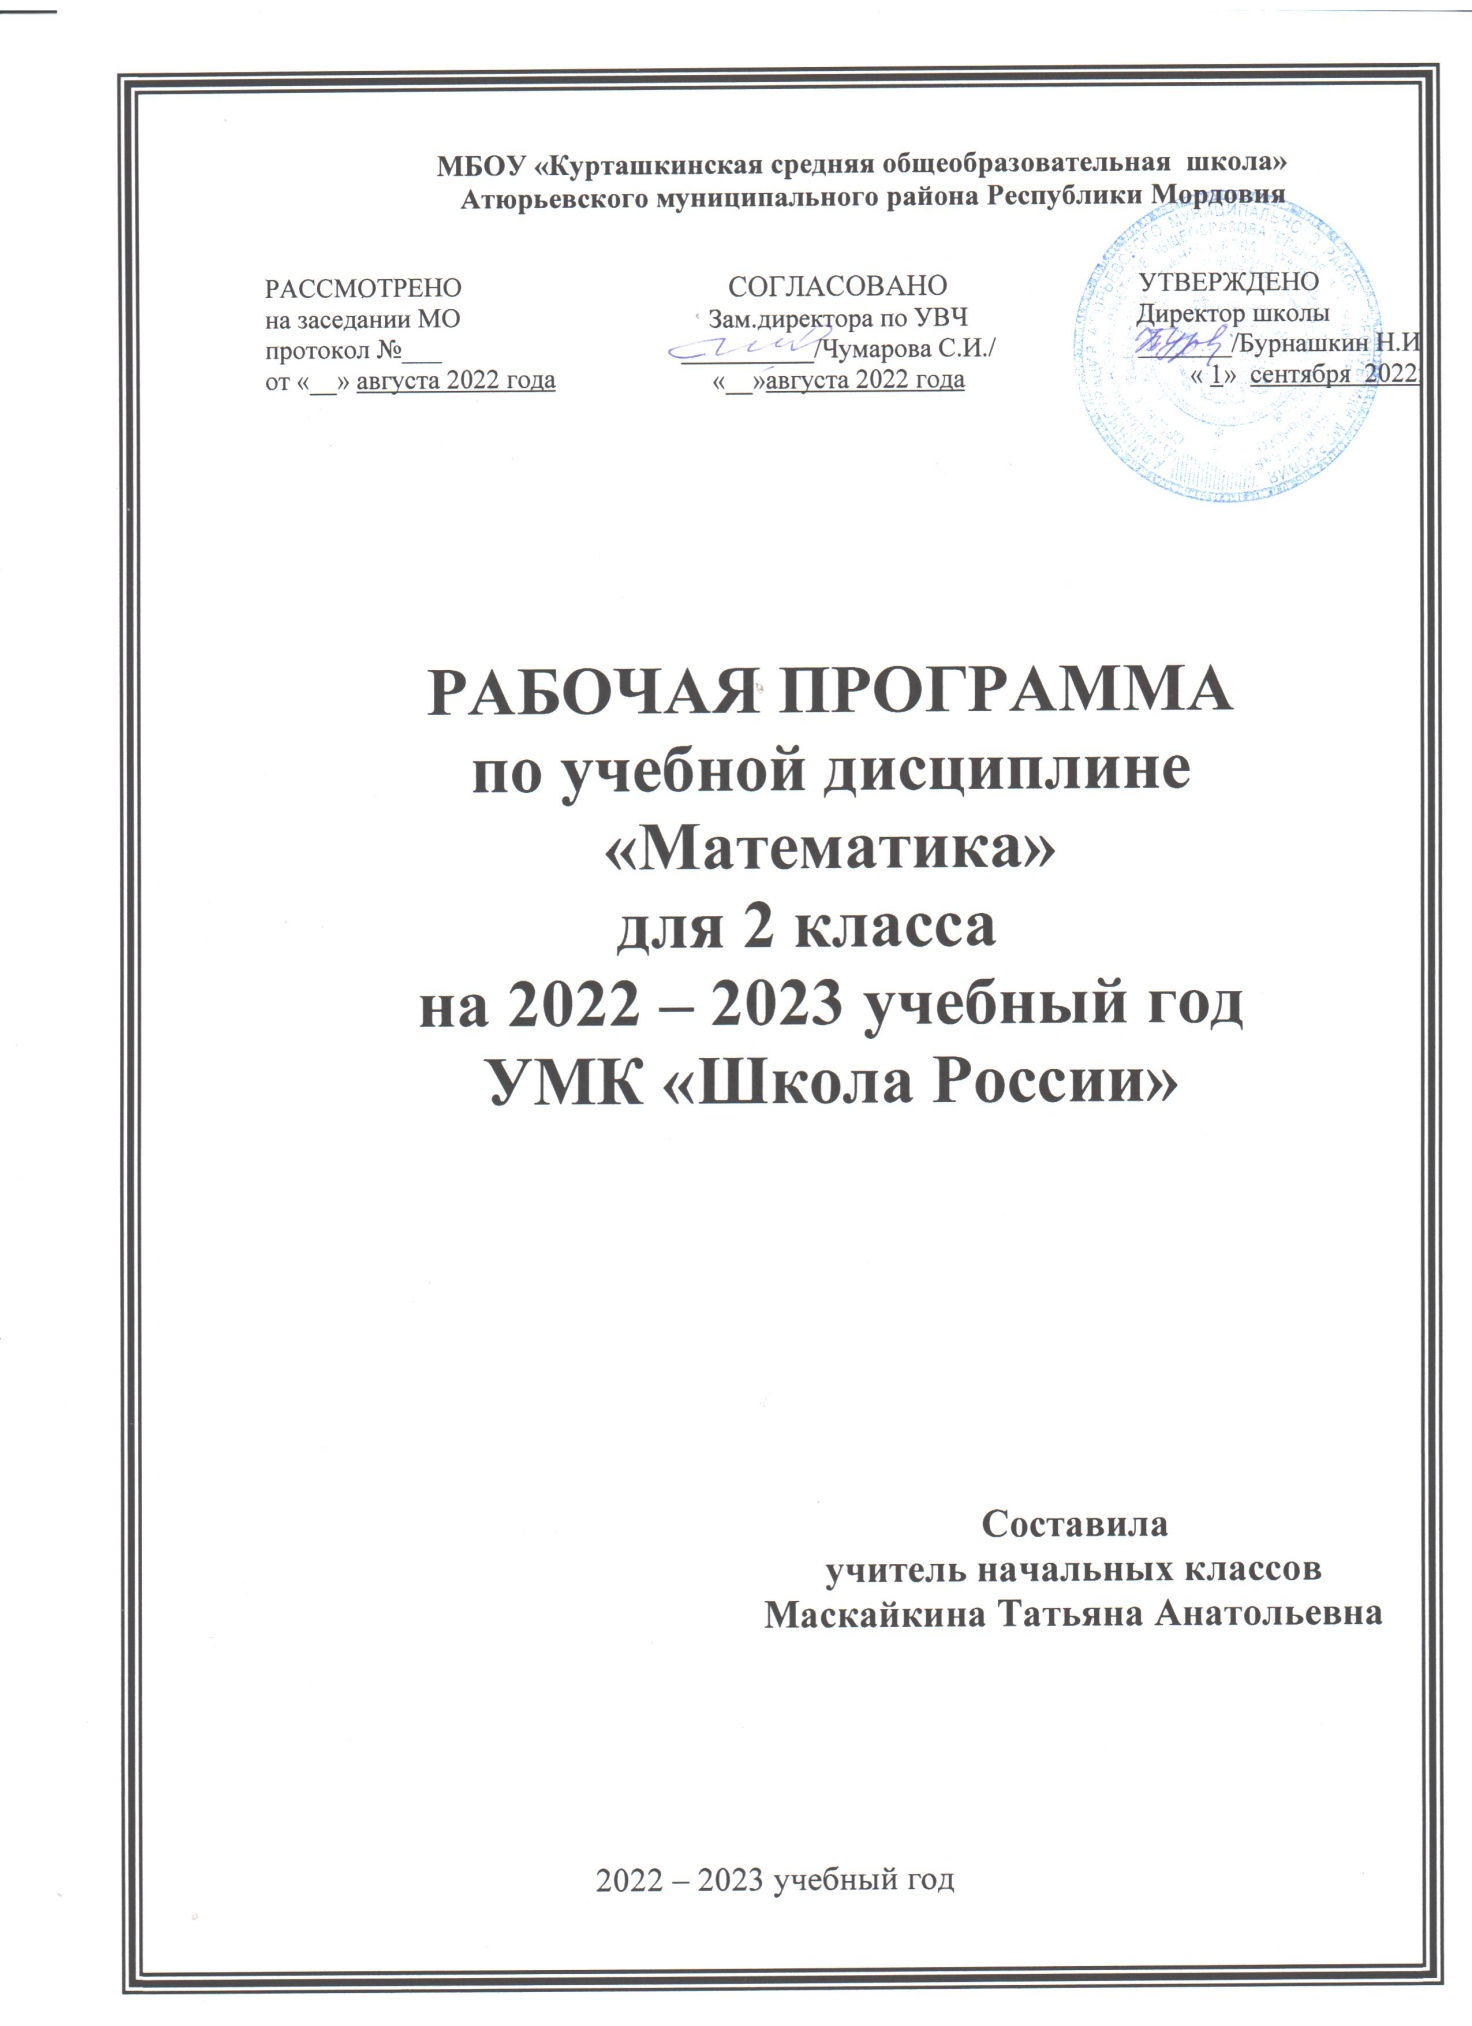 МБОУ «Курташкинская средняя общеобразовательная школа»
Атюрьевского муниципального района Республики Мордовия
РАССМОТРЕНО СОГЛАСОВАНО УТВЕРЖДЕНО
на заседании МО Зам.директора по УВЧ Директор школы
протокол №___ __________/Чумарова С.И./ _______/Бурнашкин Н.И
от «__» августа 2022 года «__»августа 2022 года « 1» сентября 2022
РАБОЧАЯ ПРОГРАММА
по учебной дисциплине
«Математика»
для 2 класса
на 2022 – 2023 учебный год
УМК «Школа России»
Составила
учитель начальных классов
Маскайкина Татьяна Анатольевна
2022 – 2023 учебный год